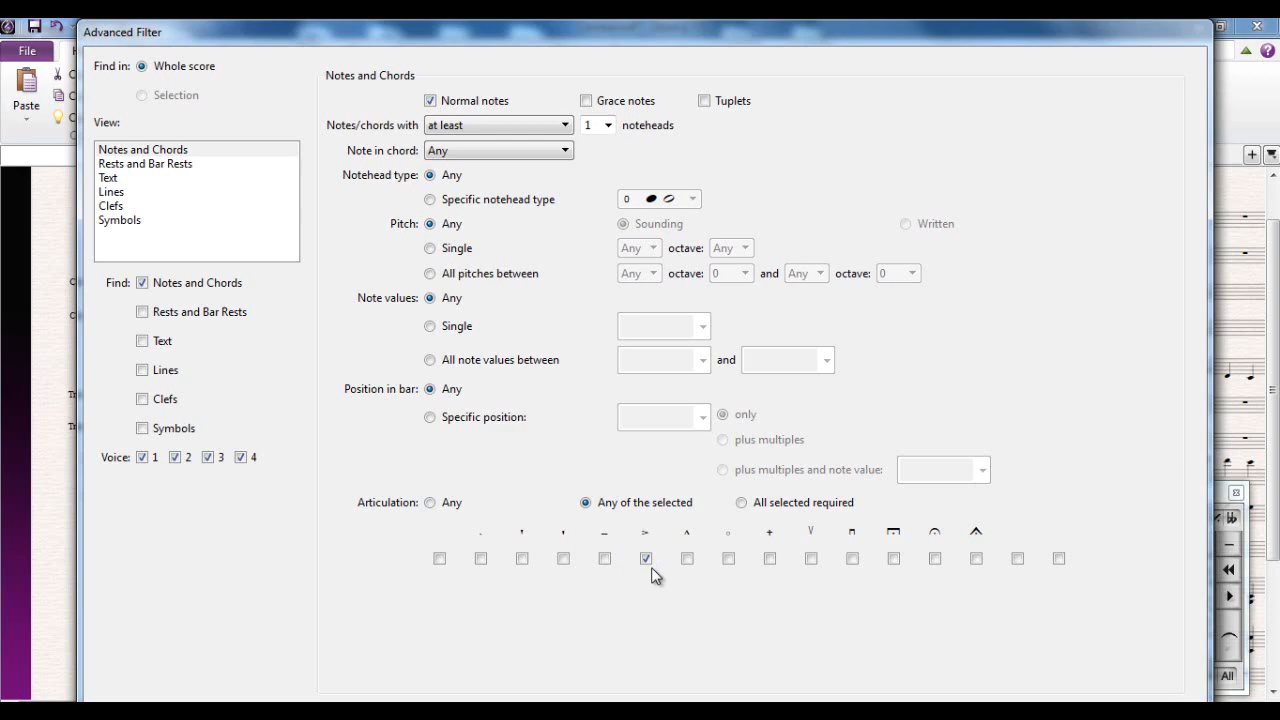 Advanced Filter
File
Paste
Find in: Whole score
Selection
View:
Notes and Chords
Rests and Bar Rests
Text
Lines
Clefs
Symbols
Find: Notes and Chords
Rests and Bar Rests
Text
Lines
Clefs
Symbols
Voice: 1 2 3 4
Notes and Chords
Normal notes Grace notes Tuplets
Notes/chords with at least 1 noteheads
Note in chord: Any
Notehead type: Any
Specific notehead type 0
Pitch: Any Sounding Written
Single Any octave: Any
All pitches between Any octave: 0 and Any octave: 0
Note values: Any
Single
All note values between and
Position in bar: Any
Specific position: only
plus multiples
plus multiples and note value:
Articulation: Any Any of the selected All selected required
All